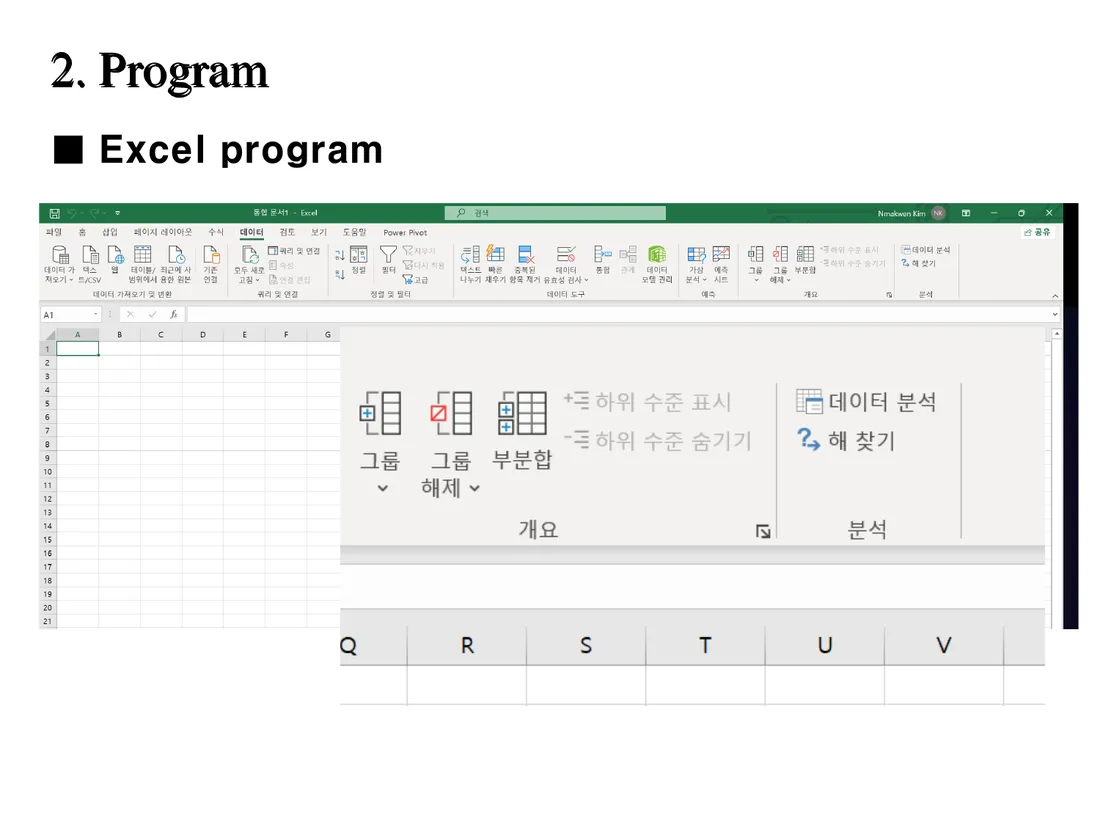 2. Program
■ Excel program
통합 문서1 - Excel
검색
Nmakwen Kim
NK
파일 홈 삽입 페이지 레이아웃 수식 데이터 검토 보기 도움말 Power Pivot
공유
데이터 가져오기
텍스트/CSV
웹
테이블/범위에서
최근에 사용한 원본
기존 연결
모두 새로 고침
쿼리 및 연결
속성
연결 편집
정렬
필터
지우기
다시 적용
고급
텍스트 나누기
빠른 채우기
중복된 항목 제거
데이터 유효성 검사
통합
관계
데이터 모델 관리
가상 분석
예측 시트
그룹
그룹 해제
부분합
하위 수준 표시
하위 수준 숨기기
데이터 분석
해 찾기
데이터 가져오기 및 변환
쿼리 및 연결
정렬 및 필터
데이터 도구
예측
개요
분석
A1
fx
A B C D E F G
1
2
3
4
5
6
7
8
9
10
11
12
13
14
15
16
17
18
19
20
21
그룹
그룹
해제
부분합
하위 수준 표시
하위 수준 숨기기
개요
데이터 분석
해 찾기
분석
Q R S T U V